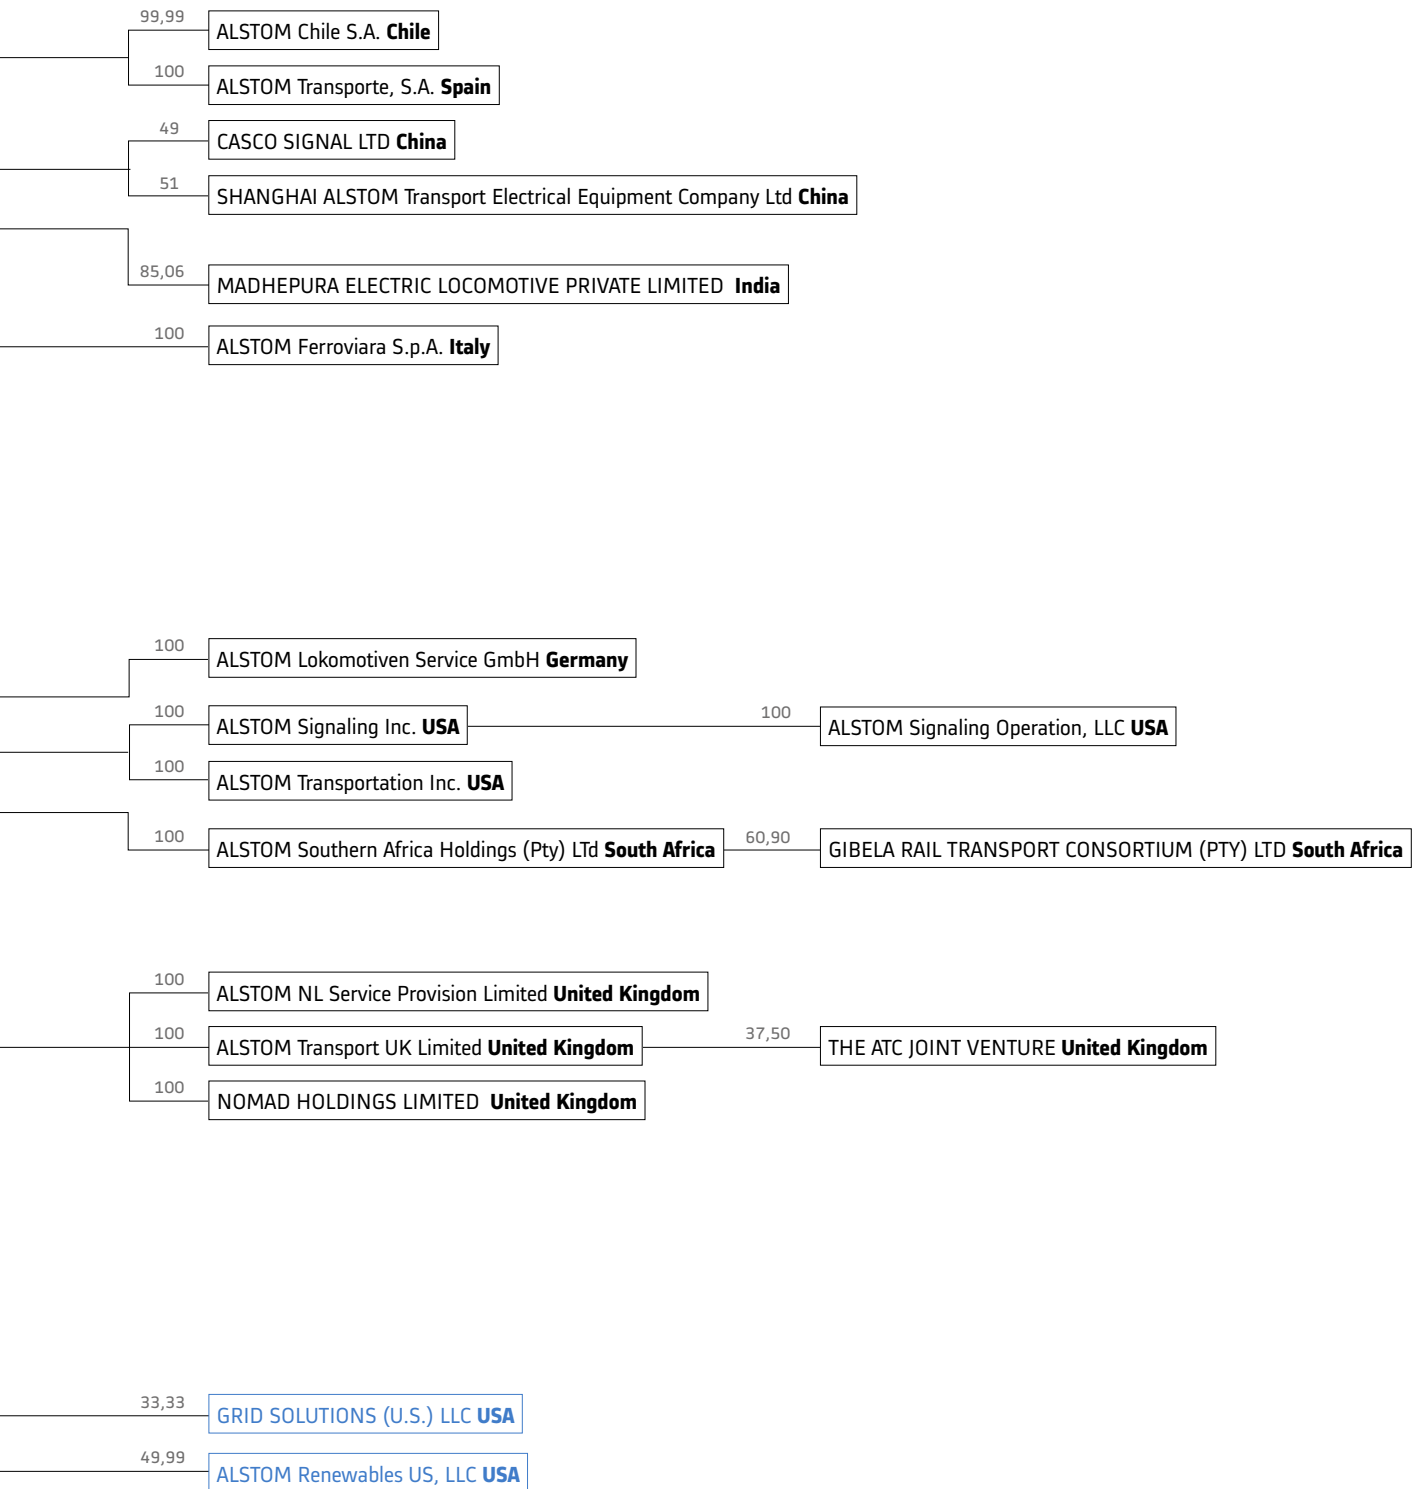 99,99
ALSTOM Chile S.A. Chile
100
ALSTOM Transporte, S.A. Spain
49
CASCO SIGNAL LTD China
51
SHANGHAI ALSTOM Transport Electrical Equipment Company Ltd China
85,06
MADHEPURA ELECTRIC LOCOMOTIVE PRIVATE LIMITED India
100
ALSTOM Ferroviara S.p.A. Italy
100
ALSTOM Lokomotiven Service GmbH Germany
100
ALSTOM Signaling Inc. USA
100
ALSTOM Signaling Operation, LLC USA
100
ALSTOM Transportation Inc. USA
100
ALSTOM Southern Africa Holdings (Pty) LTd South Africa
60,90
GIBELA RAIL TRANSPORT CONSORTIUM (PTY) LTD South Africa
100
ALSTOM NL Service Provision Limited United Kingdom
100
ALSTOM Transport UK Limited United Kingdom
37,50
THE ATC JOINT VENTURE United Kingdom
100
NOMAD HOLDINGS LIMITED United Kingdom
33,33
GRID SOLUTIONS (U.S.) LLC USA
49,99
ALSTOM Renewables US, LLC USA